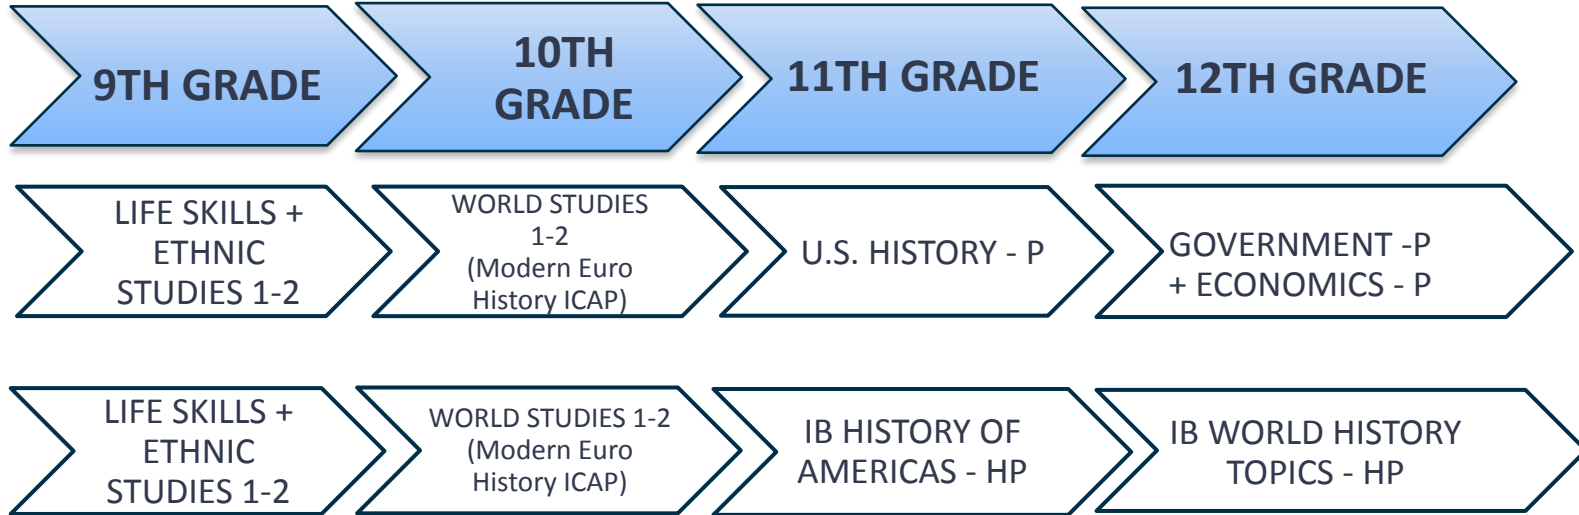 9TH GRADE
10TH
GRADE
11TH GRADE
12TH GRADE
LIFE SKILLS +
ETHNIC
STUDIES 1-2
WORLD STUDIES
1-2
(Modern Euro
History ICAP)
U.S. HISTORY - P
GOVERNMENT -P
+ ECONOMICS - P
LIFE SKILLS +
ETHNIC
STUDIES 1-2
WORLD STUDIES 1-2
(Modern Euro
History ICAP)
IB HISTORY OF
AMERICAS - HP
IB WORLD HISTORY
TOPICS - HP